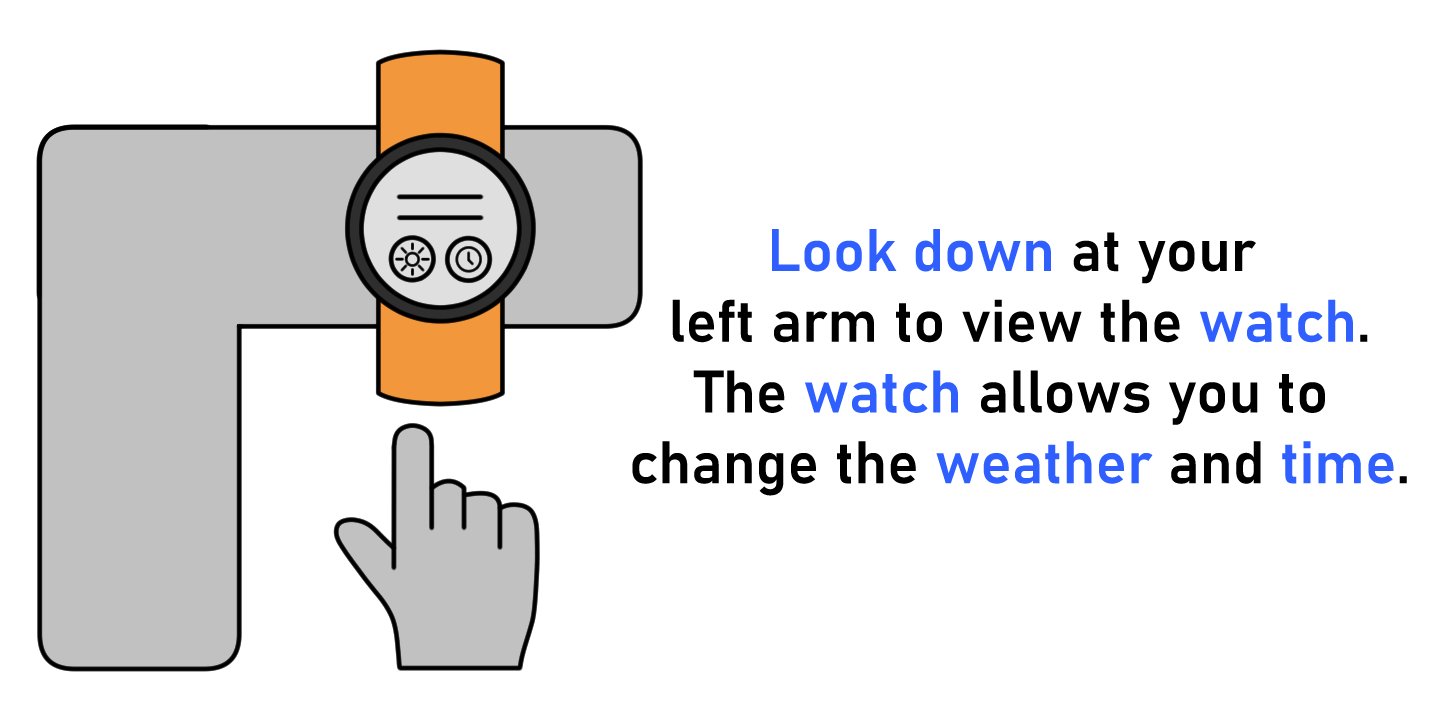 Look down at your
left arm to view the watch.
The watch allows you to
change the weather and time.